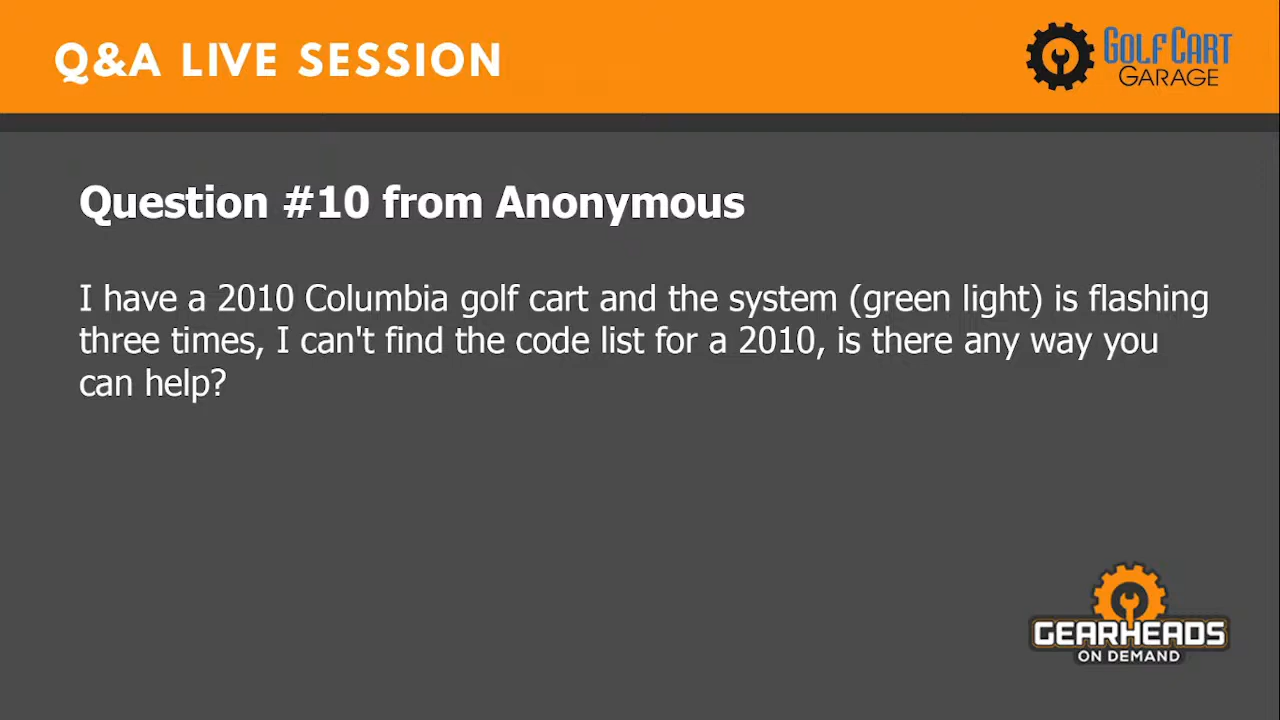 Q&A LIVE SESSION
GOLF CART
GARAGE
Question #10 from Anonymous
I have a 2010 Columbia golf cart and the system (green light) is flashing
three times, I can't find the code list for a 2010, is there any way you
can help?
GEARHEADS
ON DEMAND